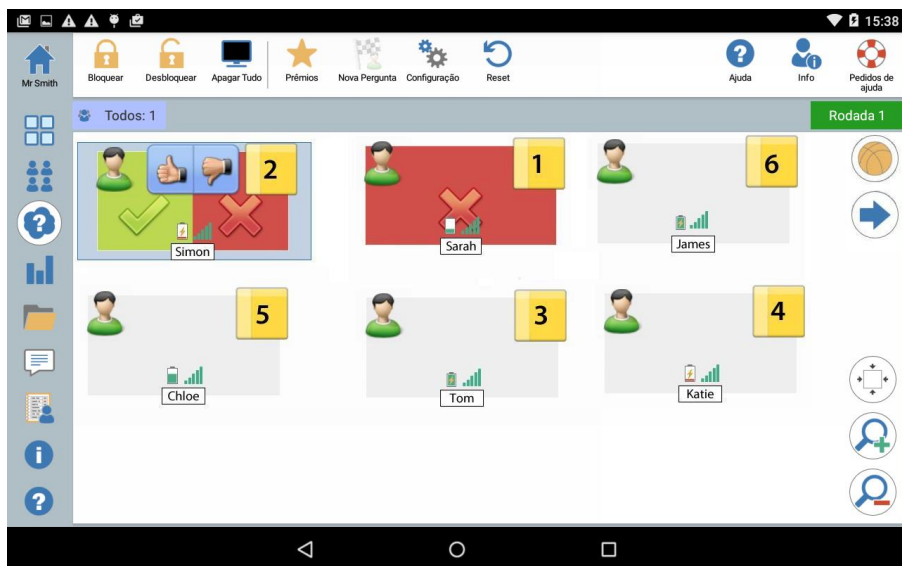 15:38
Mr Smith
Bloquear
Desbloquear
Apagar Tudo
Prémios
Nova Pergunta
Configuração
Reset
Ajuda
Info
Pedidos de
ajuda
Todos: 1
Rodada 1
2
Simon
1
Sarah
6
James
5
Chloe
3
Tom
4
Katie